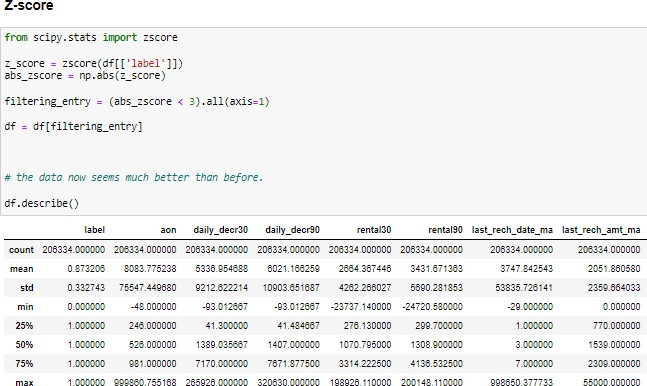 Z-score
from scipy.stats import zscore
z_score = zscore(df[['label']])
abs_zscore = np.abs(z_score)
filtering_entry = (abs_zscore < 3).all(axis=1)
df = df[filtering_entry]
# the data now seems much better than before.
df.describe()
label aon daily_decr30 daily_decr90 rental30 rental90 last_rech_date_ma last_rech_amt_ma
count 206334.000000 206334.000000 206334.000000 206334.000000 206334.000000 206334.000000 206334.000000 206334.000000
mean 0.873206 8083.775238 5336.954688 6021.166259 2664.367446 3431.671363 3747.842543 2051.860580
std 0.332743 75547.449680 9212.622214 10903.651687 4262.266027 5690.281853 53835.726141 2359.664033
min 0.000000 -48.000000 -93.012667 -93.012667 -23737.140000 -24720.580000 -29.000000 0.000000
25% 1.000000 246.000000 41.300000 41.484667 276.130000 299.700000 1.000000 770.000000
50% 1.000000 526.000000 1389.035667 1407.000000 1070.795000 1308.900000 3.000000 1539.000000
75% 1.000000 981.000000 7170.000000 7671.877500 3314.222500 4136.532500 7.000000 2309.000000
max 1.000000 999860.755168 265926.000000 320630.000000 198926.110000 200148.110000 998650.377733 55000.000000